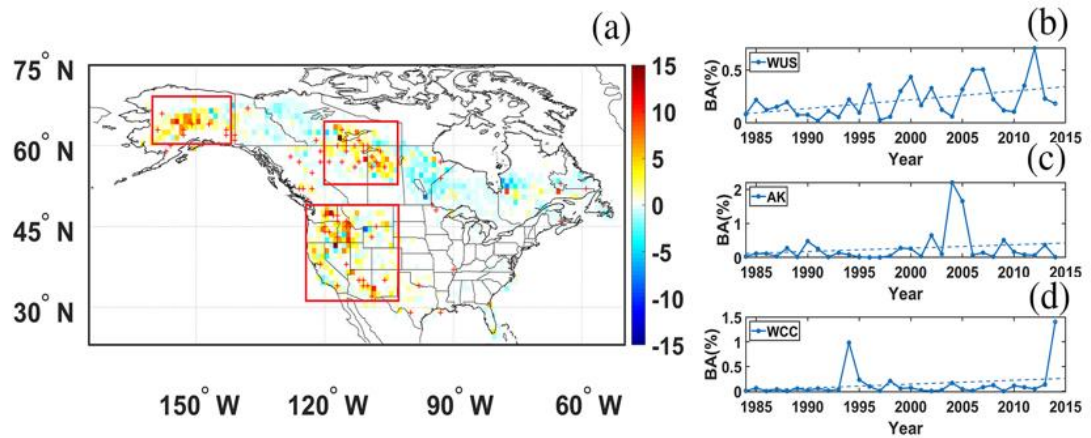 (a)
75° N
60° N
45° N
30° N
150° W
120° W
90° W
60° W
15
10
5
0
-5
-10
-15
(b)
WUS
BA(%)
0.5
0
1985
1990
1995
2000
2005
2010
2015
Year
(c)
AK
BA(%)
2
1
0
1985
1990
1995
2000
2005
2010
2015
Year
(d)
WCC
BA(%)
1.5
1
0.5
0
1985
1990
1995
2000
2005
2010
2015
Year